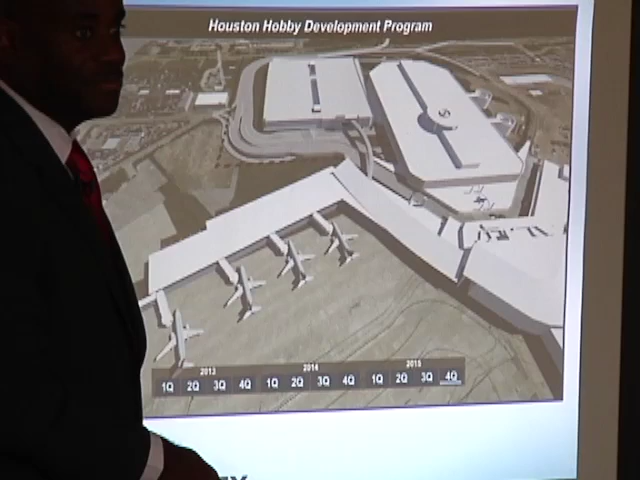 Houston Hobby Development Program
2013 2014 2015
1Q 2Q 3Q 4Q 1Q 2Q 3Q 4Q 1Q 2Q 3Q 4Q